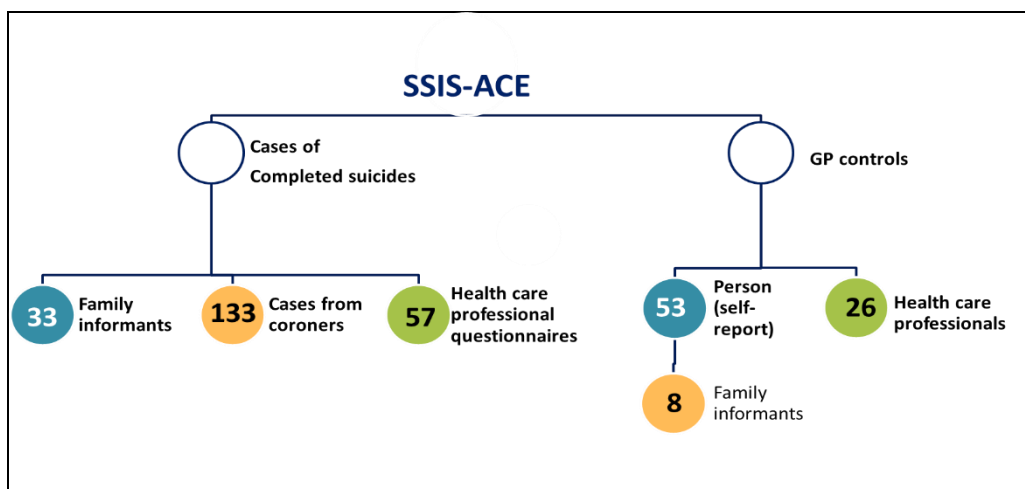 SSIS-ACE
Cases of
Completed suicides
GP controls
33
Family
informants
133
Cases from
coroners
57
Health care
professional
questionnaires
53
Person
(self-
report)
26
Health care
professionals
8
Family
informants